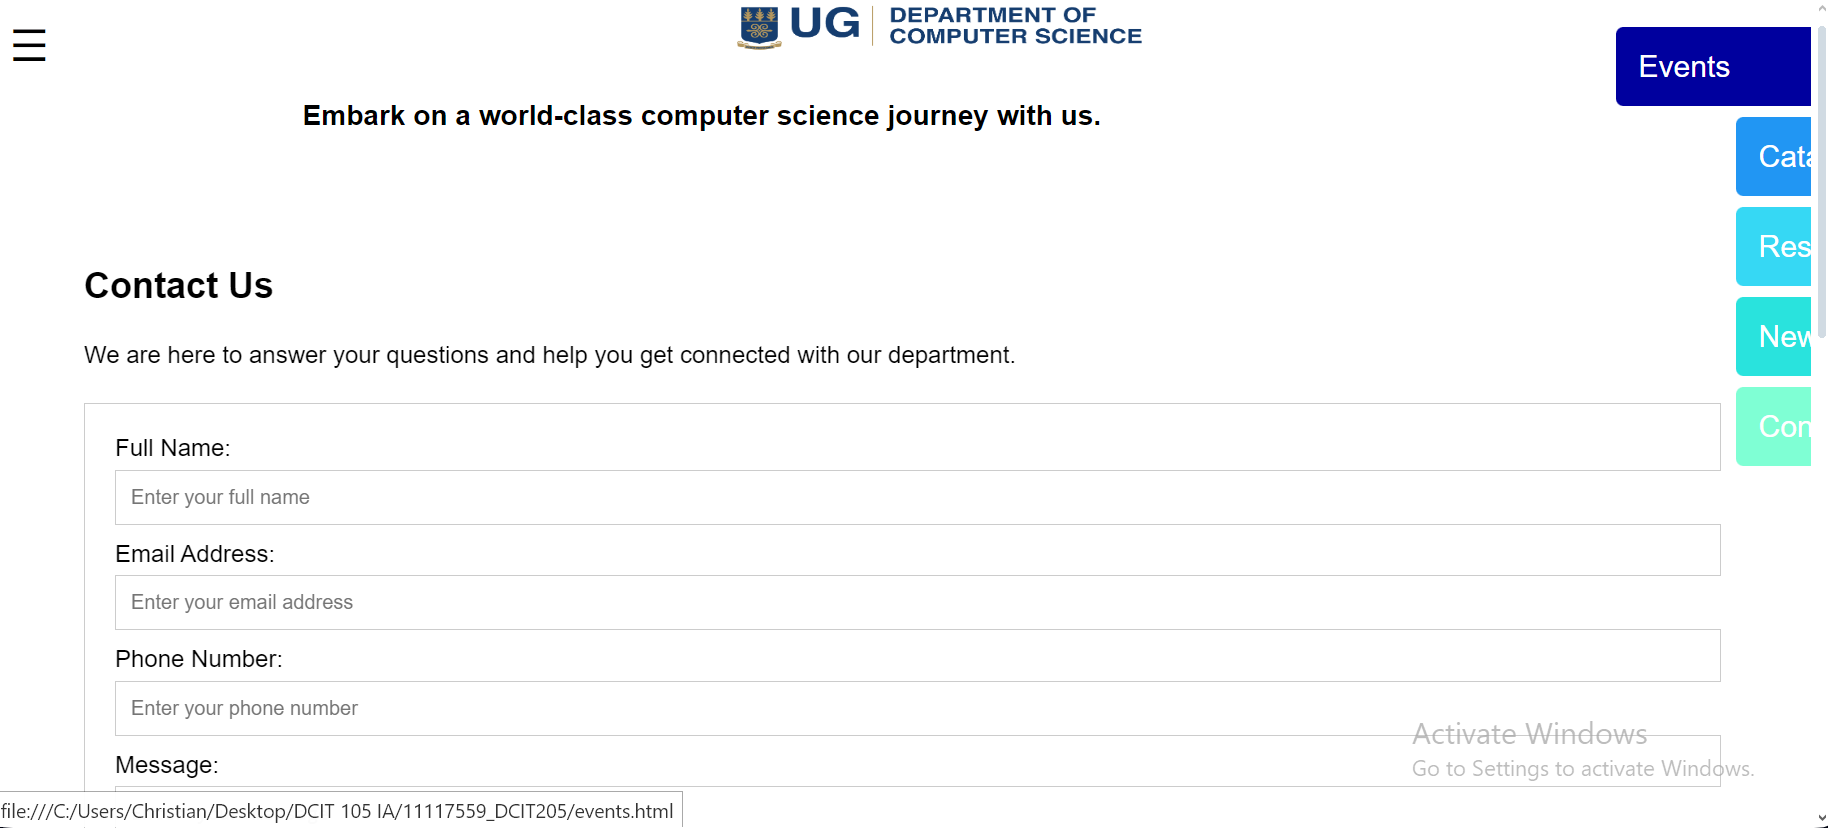 ☰
UG
DEPARTMENT OF
COMPUTER SCIENCE
Events
Embark on a world-class computer science journey with us.
Cata
Res
New
Con
Contact Us
We are here to answer your questions and help you get connected with our department.
Full Name:
Enter your full name
Email Address:
Enter your email address
Phone Number:
Enter your phone number
Message:
Activate Windows
Go to Settings to activate Windows.
file:///C:/Users/Christian/Desktop/DCIT 105 IA/11117559_DCIT205/events.html